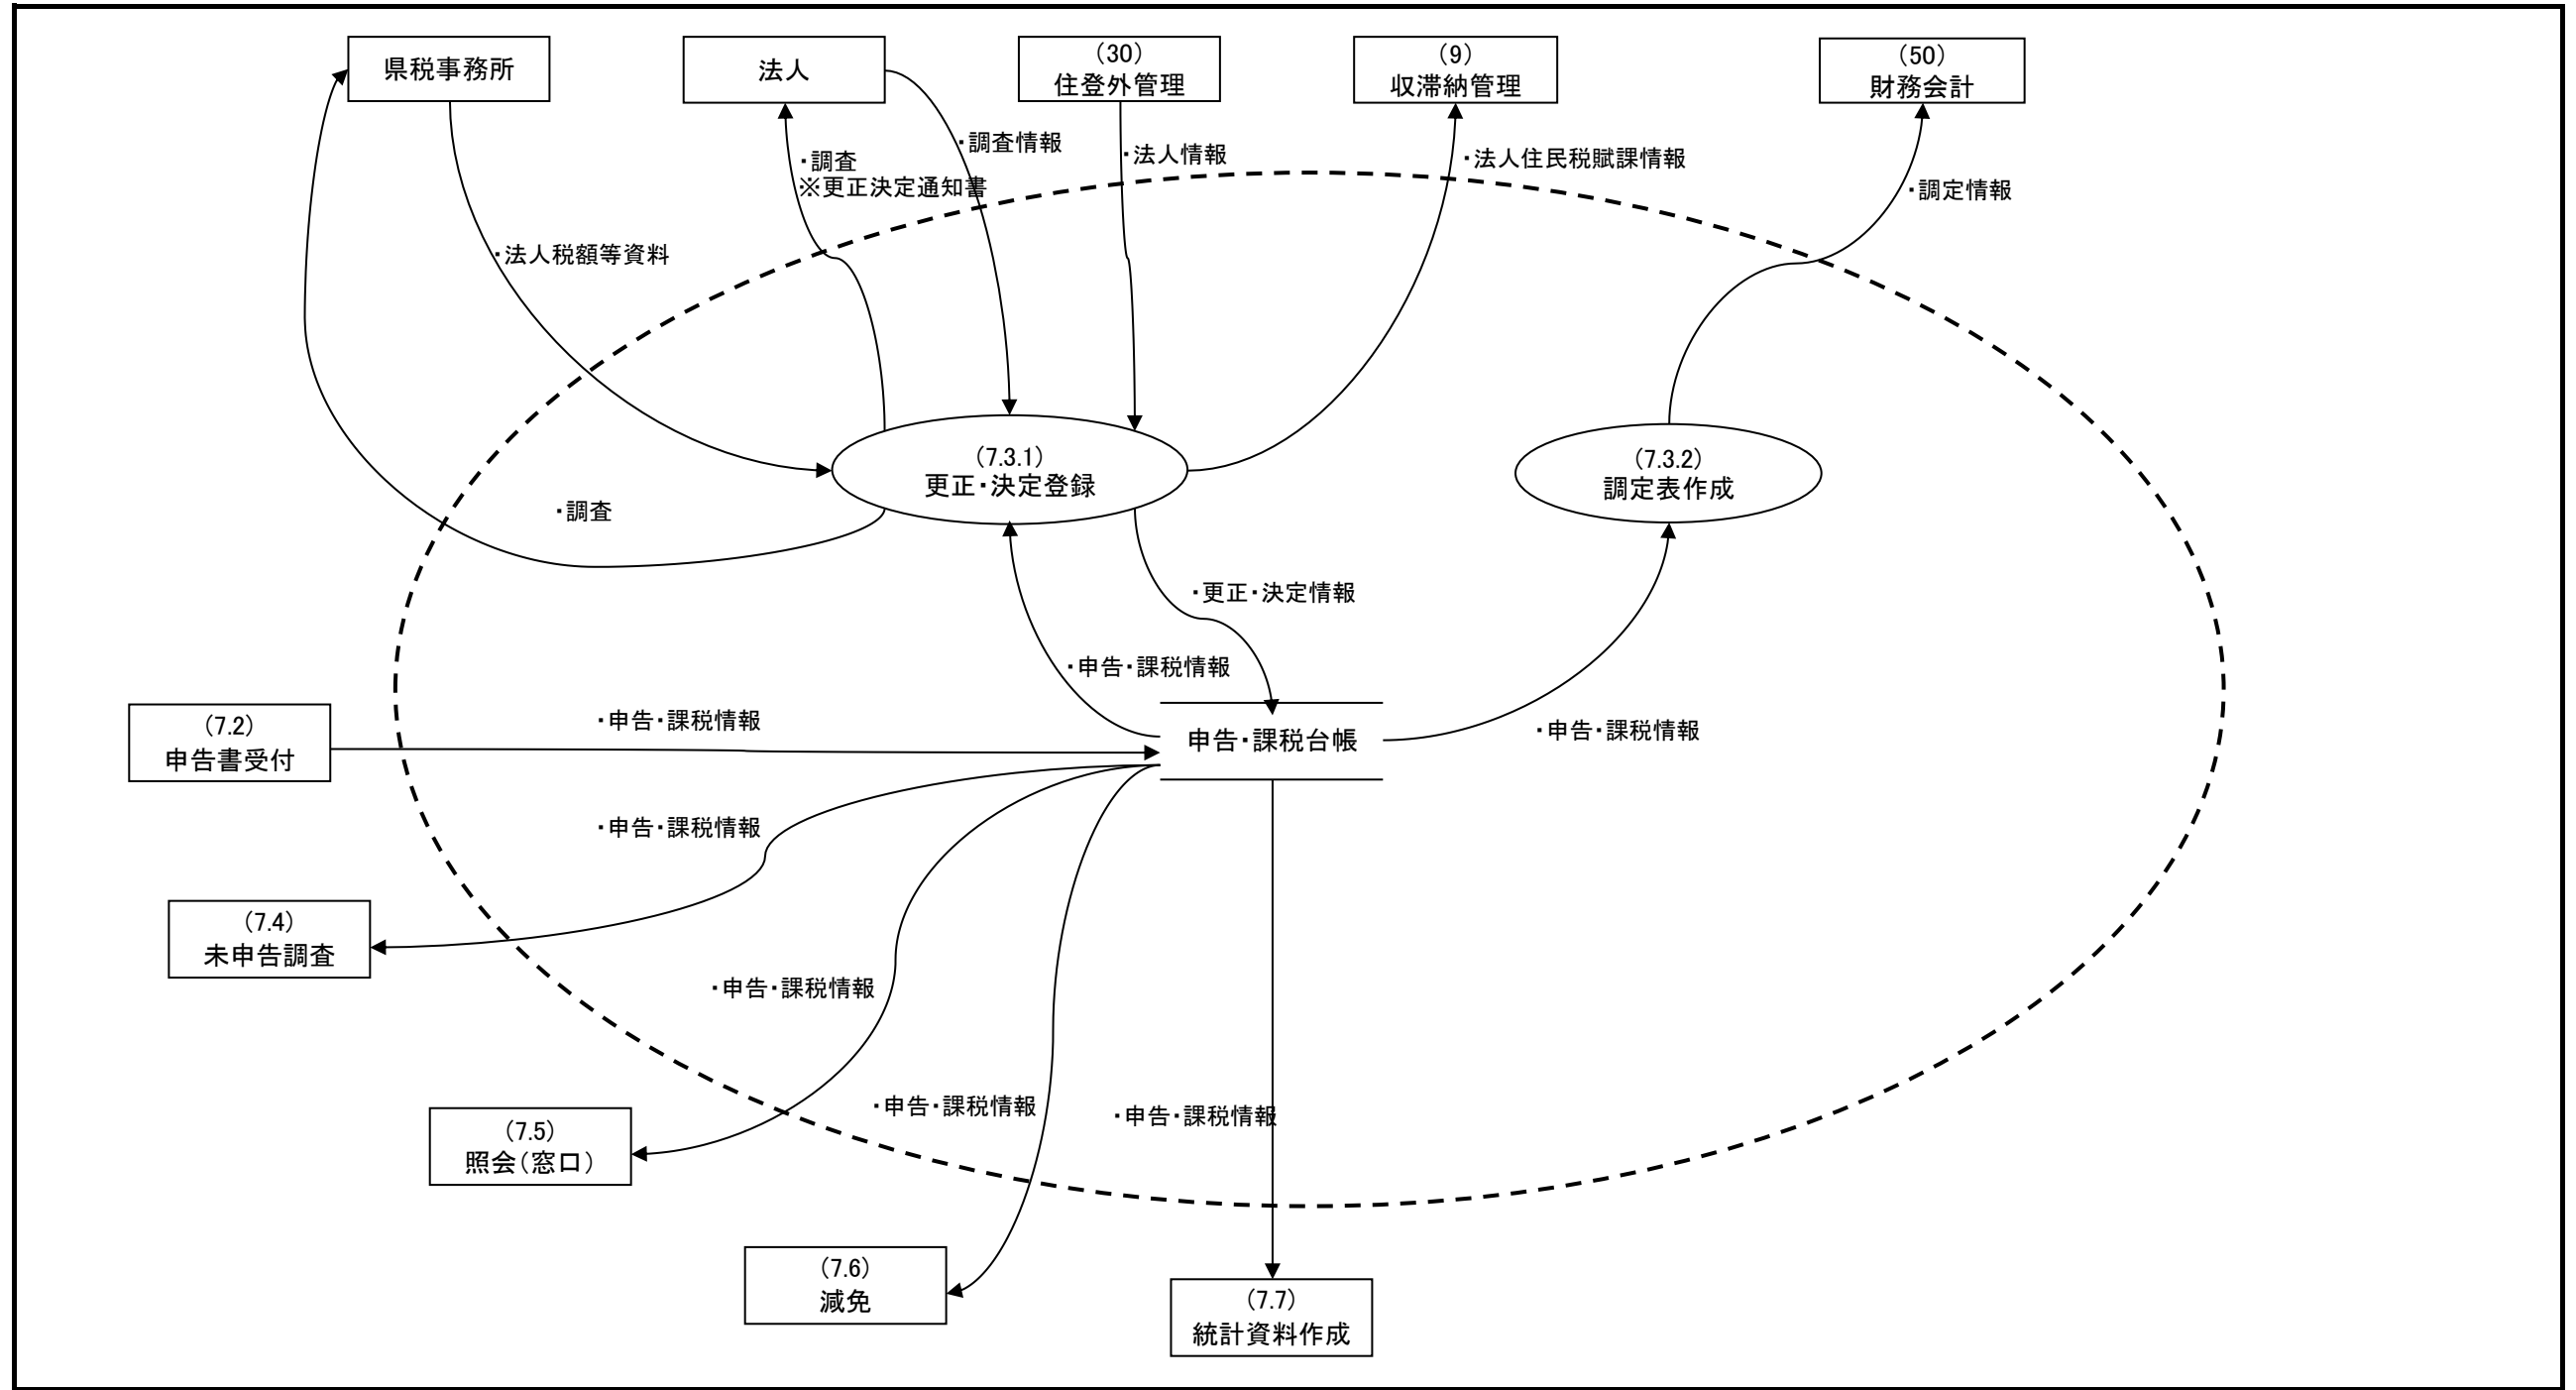 県税事務所
法人
（30）
住登外管理
（9）
収滞納管理
（50）
財務会計
・調査情報
・調査
※更正決定通知書
・法人情報
・法人住民税賦課情報
・調定情報
・法人税額等資料
（7.3.1）
更正・決定登録
（7.3.2）
調定表作成
・調査
・更正・決定情報
・申告・課税情報
（7.2）
申告書受付
・申告・課税情報
申告・課税台帳
・申告・課税情報
・申告・課税情報
（7.4）
未申告調査
・申告・課税情報
・申告・課税情報
・申告・課税情報
（7.5）
照会（窓口）
（7.6）
減免
（7.7）
統計資料作成